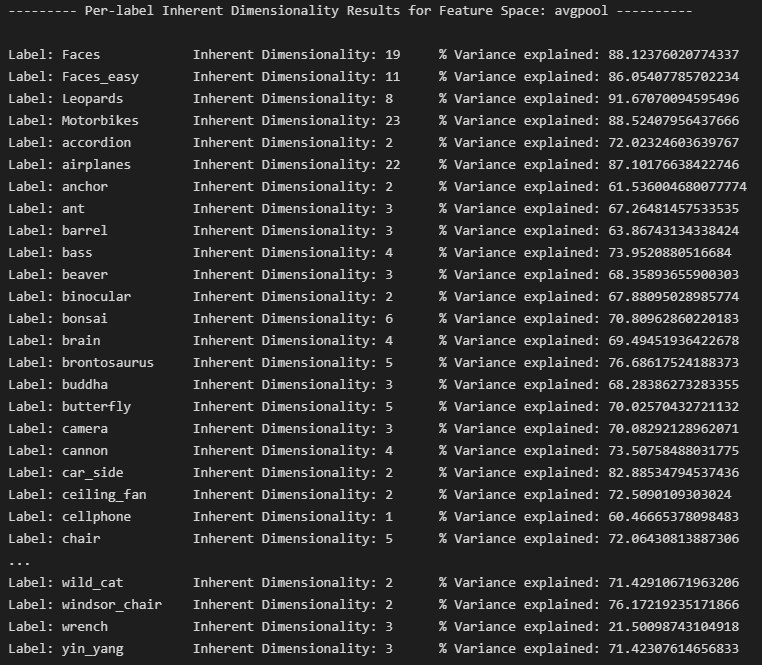 --------- Per-label Inherent Dimensionality Results for Feature Space: avgpool ----------
Label: Faces Inherent Dimensionality: 19 % Variance explained: 88.12376020774337
Label: Faces_easy Inherent Dimensionality: 11 % Variance explained: 86.05407785702234
Label: Leopards Inherent Dimensionality: 8 % Variance explained: 91.67070094595496
Label: Motorbikes Inherent Dimensionality: 23 % Variance explained: 88.52407956437666
Label: accordion Inherent Dimensionality: 2 % Variance explained: 72.02324603639767
Label: airplanes Inherent Dimensionality: 22 % Variance explained: 87.10176638422746
Label: anchor Inherent Dimensionality: 2 % Variance explained: 61.536004680077774
Label: ant Inherent Dimensionality: 3 % Variance explained: 67.26481457533535
Label: barrel Inherent Dimensionality: 3 % Variance explained: 63.86743134338424
Label: bass Inherent Dimensionality: 4 % Variance explained: 73.9520880516684
Label: beaver Inherent Dimensionality: 3 % Variance explained: 68.35893655900303
Label: binocular Inherent Dimensionality: 2 % Variance explained: 67.88095028985774
Label: bonsai Inherent Dimensionality: 6 % Variance explained: 70.80962860220183
Label: brain Inherent Dimensionality: 4 % Variance explained: 69.49451936422678
Label: brontosaurus Inherent Dimensionality: 5 % Variance explained: 76.68617524188373
Label: buddha Inherent Dimensionality: 3 % Variance explained: 68.28386273283355
Label: butterfly Inherent Dimensionality: 5 % Variance explained: 70.02570432721132
Label: camera Inherent Dimensionality: 3 % Variance explained: 70.08292128962071
Label: cannon Inherent Dimensionality: 4 % Variance explained: 73.50758488031775
Label: car_side Inherent Dimensionality: 2 % Variance explained: 82.88534794537436
Label: ceiling_fan Inherent Dimensionality: 2 % Variance explained: 72.5090109303024
Label: cellphone Inherent Dimensionality: 1 % Variance explained: 60.46665378098483
Label: chair Inherent Dimensionality: 5 % Variance explained: 72.06430813887306
...
Label: wild_cat Inherent Dimensionality: 2 % Variance explained: 71.42910671963206
Label: windsor_chair Inherent Dimensionality: 2 % Variance explained: 76.17219235171866
Label: wrench Inherent Dimensionality: 3 % Variance explained: 21.50098743104918
Label: yin_yang Inherent Dimensionality: 3 % Variance explained: 71.42307614656833